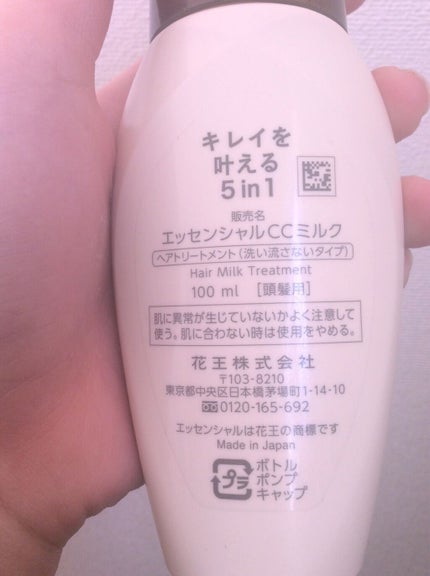 キレイを
叶える
5in1
販売名
エッセンシャルCCミルク
ヘアトリートメント(洗い流さないタイプ)
Hair Milk Treatment
100 ml [頭髪用]
肌に異常が生じていないかよく注意して
使う。肌に合わない時は使用をやめる。
花王株式会社
〒103-8210
東京都中央区日本橋茅場町1-14-10
0120-165-692
エッセンシャルは花王の商標です
Made in Japan
プラ
ボトル
ポンプ
キャップ